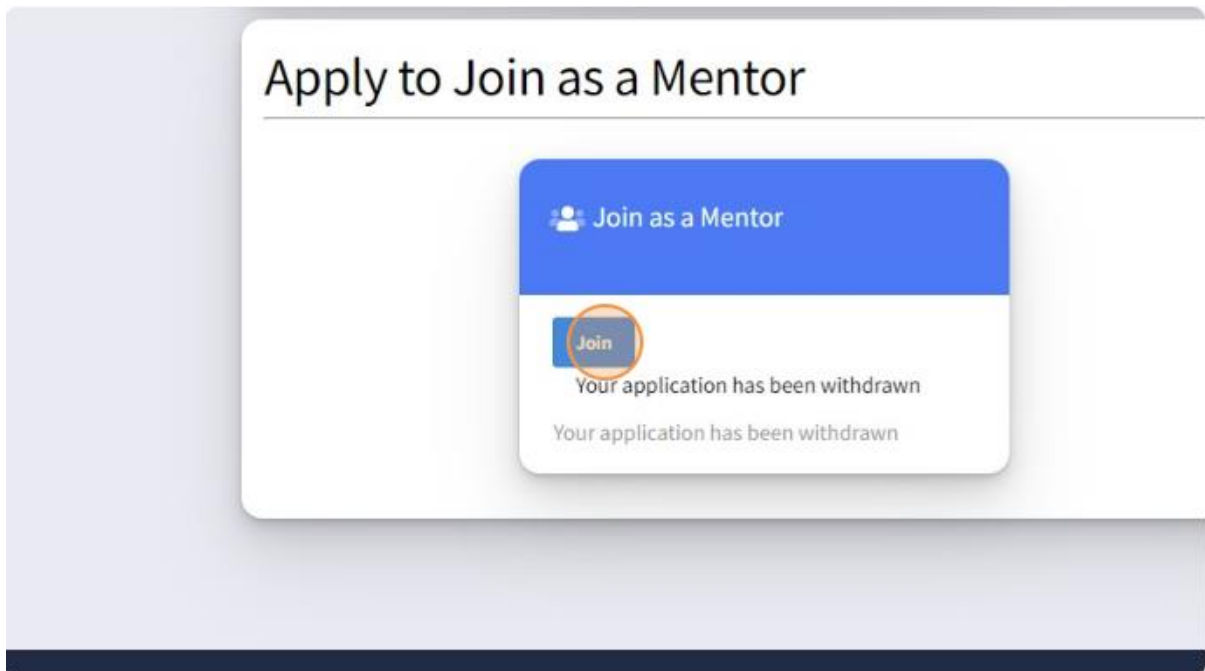 Apply to Join as a Mentor
Join as a Mentor
Join
Your application has been withdrawn
Your application has been withdrawn